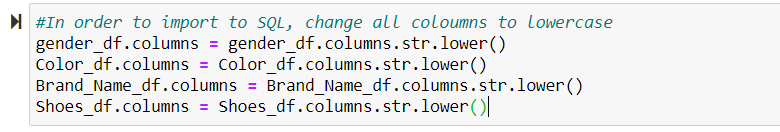 #In order to import to SQL, change all coloumns to lowercase
gender_df.columns = gender_df.columns.str.lower()
Color_df.columns = Color_df.columns.str.lower()
Brand_Name_df.columns = Brand_Name_df.columns.str.lower()
Shoes_df.columns = Shoes_df.columns.str.lower()